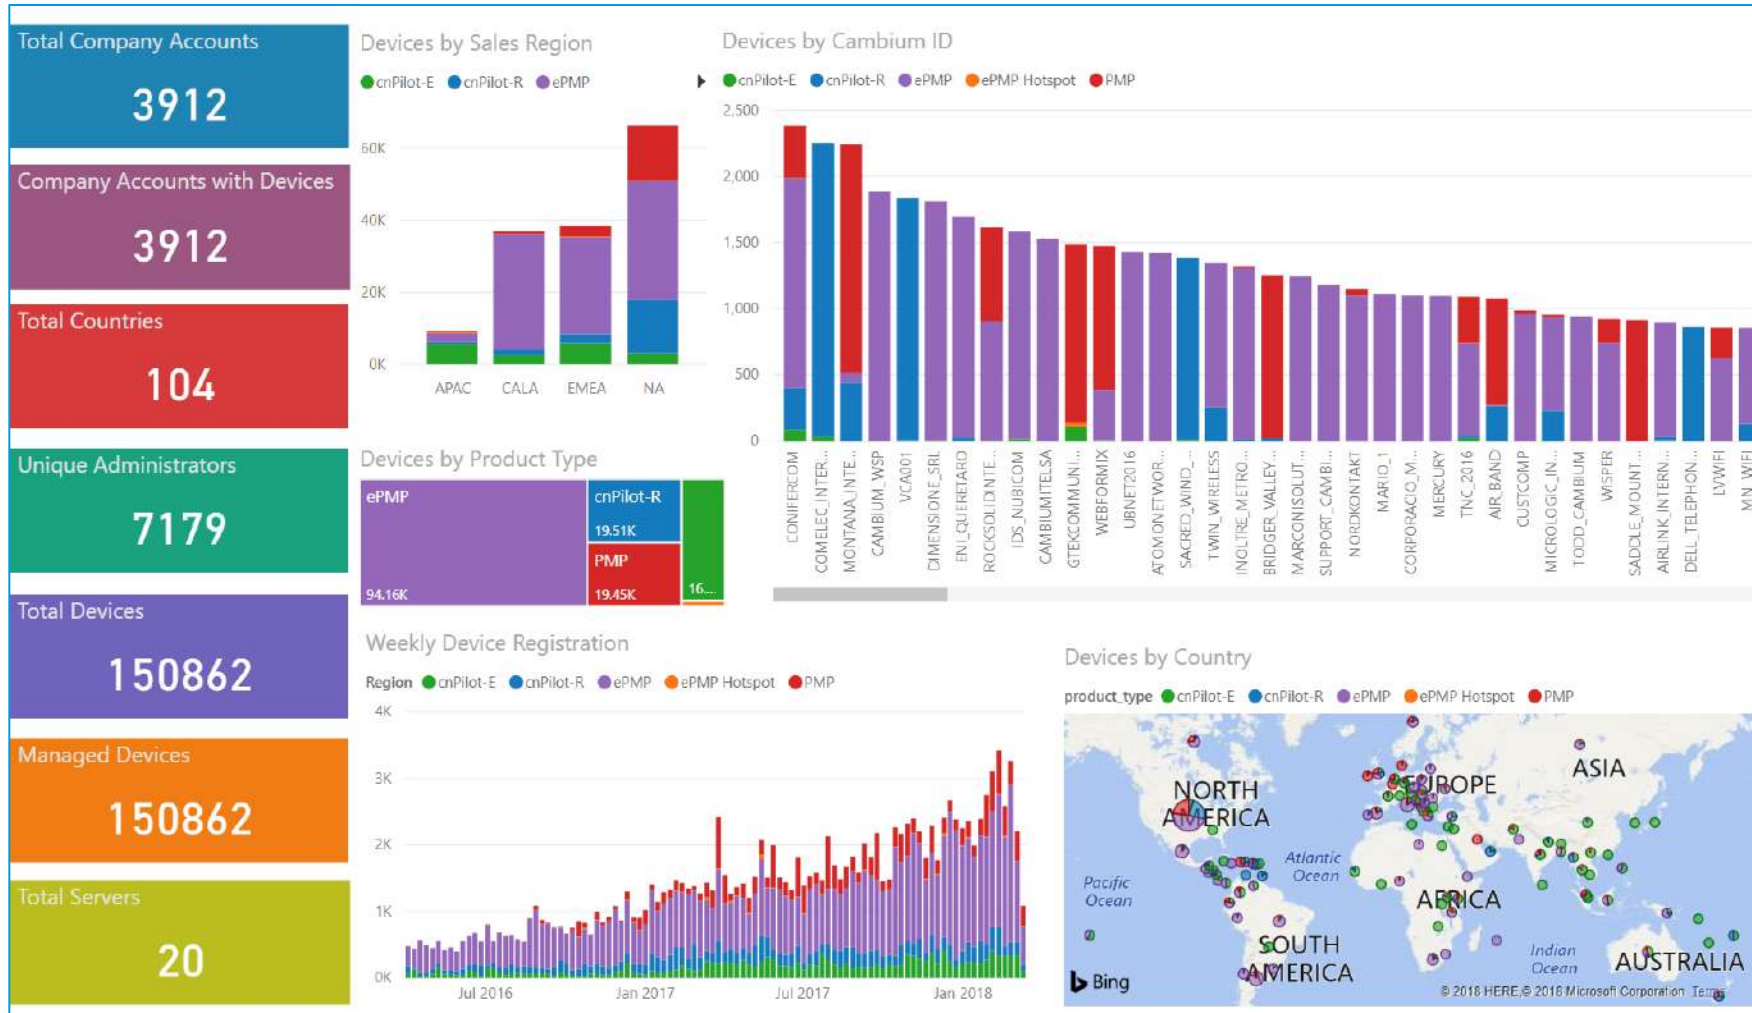 Total Company Accounts
3912
Company Accounts with Devices
3912
Total Countries
104
Unique Administrators
7179
Total Devices
150862
Managed Devices
150862
Total Servers
20
Devices by Sales Region
cnPilot-E cnPilot-R ePMP
60K
40K
20K
0K
APAC CALA EMEA NA
Devices by Product Type
ePMP
94.16K
cnPilot-R
19.51K
PMP
19.45K
16....
Devices by Cambium ID
cnPilot-E cnPilot-R ePMP ePMP Hotspot PMP
2,500
2,000
1,500
1,000
500
0
CONIFERCOM
COMELEC_INTER...
MONTANA_INTE...
CAMBIUM_WSP
VCA001
DIMENSIONE_SRL
ENI_QUERETARO
ROCKSOLIDINTE...
IDS_NUBICOM
CAMBIUMITELSA
GTEKCOMMUNI...
WEBFORMIX
UBNET2016
ATOMONETWOR...
SACRED_WIND_...
TWIN_WIRELESS
INOLTRE_METRO...
BRIDGER_VALLEY...
MARCONISOLUT...
SUPPORT_CAMBI...
NORDKONTAKT
MARIO_1
CORPORACIO_M...
MERCURY
TNC_2016
AIR_BAND
CUSTCOMP
MICROLOGIC_IN...
TODD_CAMBIUM
WISPER
SADDLE_MOUNT...
AIRLINK_INTERN...
DELL_TELEPHON...
LVWIFI
MN_WIFI
Weekly Device Registration
Region cnPilot-E cnPilot-R ePMP ePMP Hotspot PMP
4K
3K
2K
1K
0K
Jul 2016 Jan 2017 Jul 2017 Jan 2018
Devices by Country
product_type cnPilot-E cnPilot-R ePMP ePMP Hotspot PMP
NORTH
AMERICA
EUROPE
ASIA
Atlantic
Ocean
Pacific
Ocean
AFRICA
SOUTH
AMERICA
Indian
Ocean
AUSTRALIA
Bing
© 2018 HERE,© 2018 Microsoft Corporation Terms